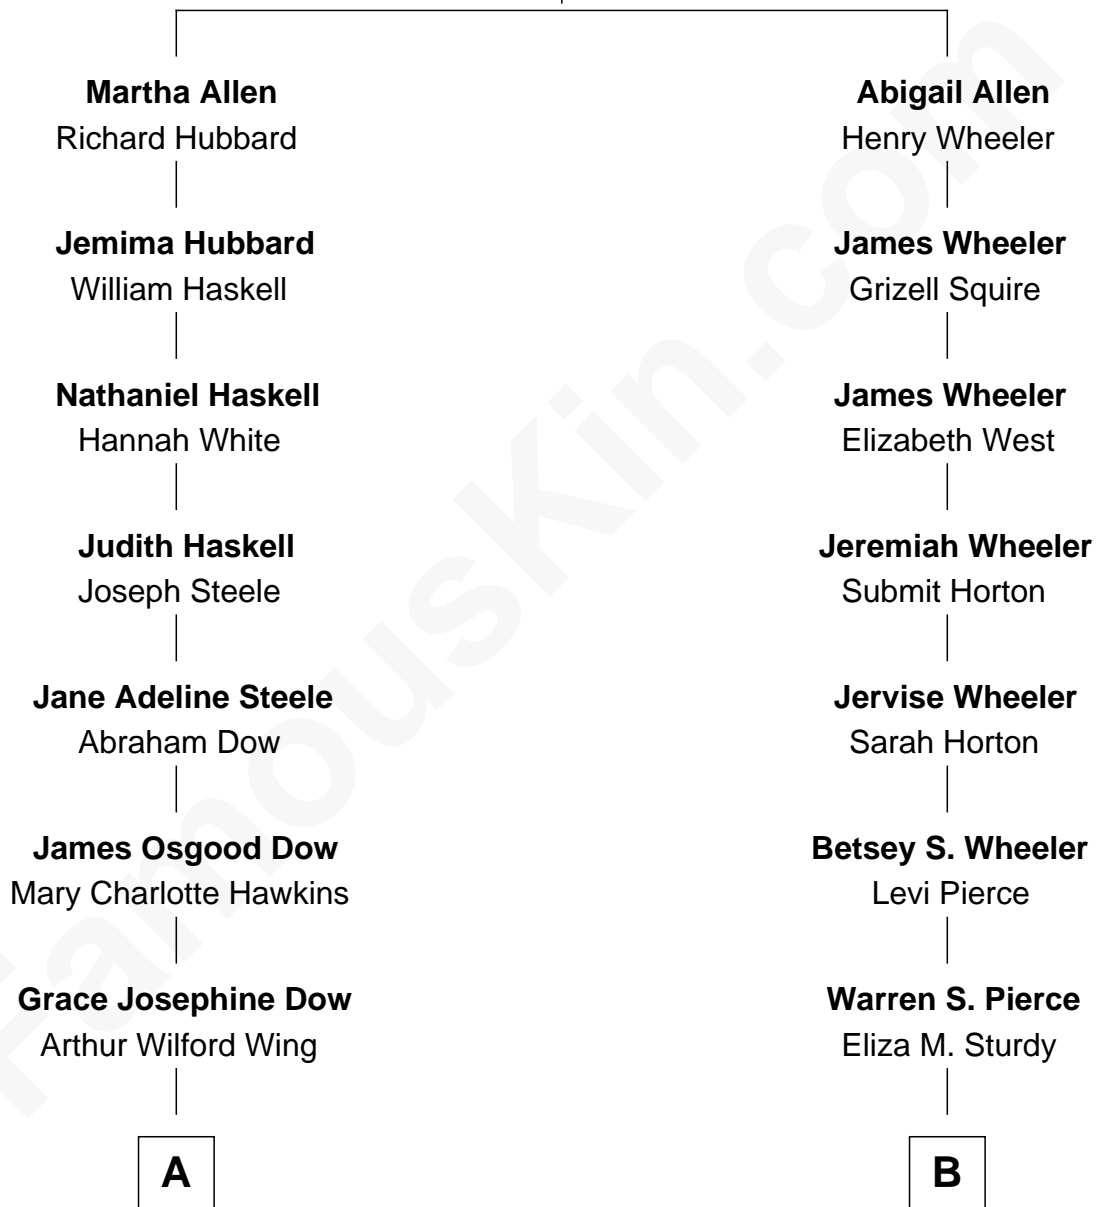 Martha Allen
Richard Hubbard
Jemima Hubbard
William Haskell
Nathaniel Haskell
Hannah White
Judith Haskell
Joseph Steele
Jane Adeline Steele
Abraham Dow
James Osgood Dow
Mary Charlotte Hawkins
Grace Josephine Dow
Arthur Wilford Wing
A
Abigail Allen
Henry Wheeler
James Wheeler
Grizell Squire
James Wheeler
Elizabeth West
Jeremiah Wheeler
Submit Horton
Jervise Wheeler
Sarah Horton
Betsey S. Wheeler
Levi Pierce
Warren S. Pierce
Eliza M. Sturdy
B
FamousKin.com